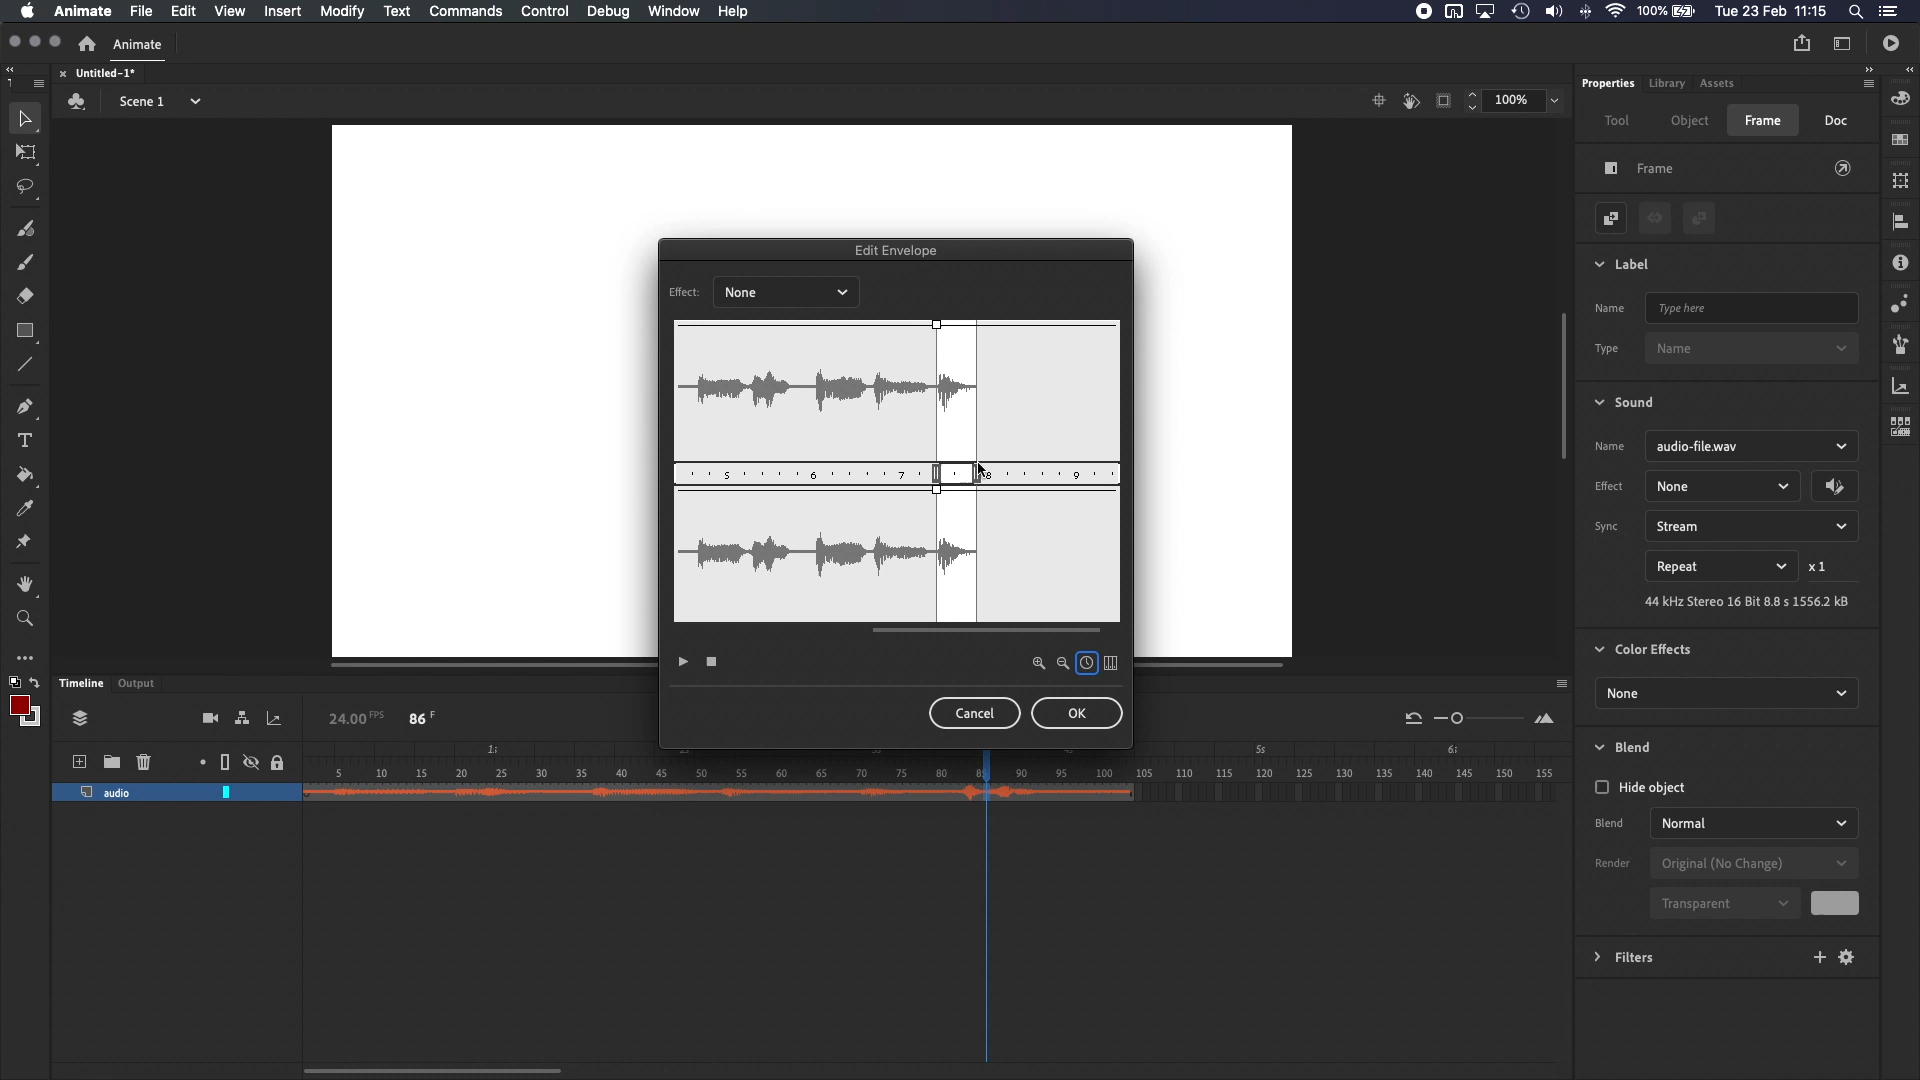 Animate File Edit View Insert Modify Text Commands Control Debug Window Help 100% Tue 23 Feb 11:15
Animate
Untitled-1*
Scene 1 100%
Properties Library Assets
Tool Object Frame Doc
Frame
Label
Name Type here
Type Name
Sound
Name audio-file.wav
Effect None
Sync Stream
Repeat x 1
44 kHz Stereo 16 Bit 8.8 s 1556.2 kB
Color Effects
None
Blend
Hide object
Blend Normal
Render Original (No Change)
Transparent
Filters
Edit Envelope
Effect: None
5 6 7 8 9
Cancel OK
Timeline Output
24.00 FPS 86 F
5s
5 10 15 20 25 30 35 40 45 50 55 60 65 70 75 80 90 95 100 105 110 115 120 125 130 135 140 145 150 155
audio